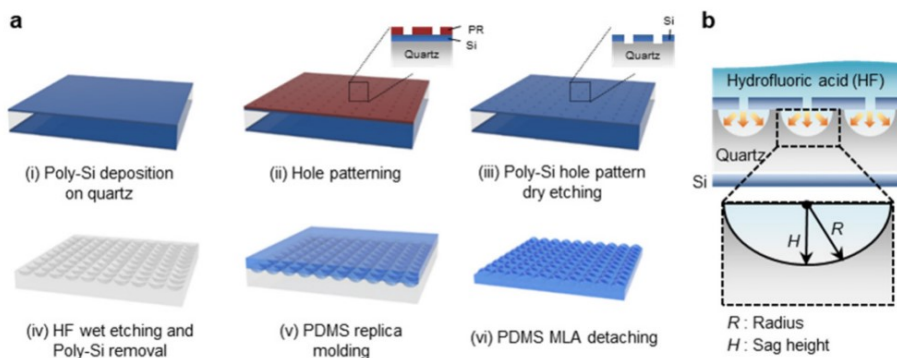 a
PR
Si
Quartz
Si
Quartz
(i) Poly-Si deposition
on quartz
(ii) Hole patterning
(iii) Poly-Si hole pattern
dry etching
(iv) HF wet etching and
Poly-Si removal
(v) PDMS replica
molding
(vi) PDMS MLA detaching
b
Hydrofluoric acid (HF)
Quartz
Si
H
R
R : Radius
H : Sag height